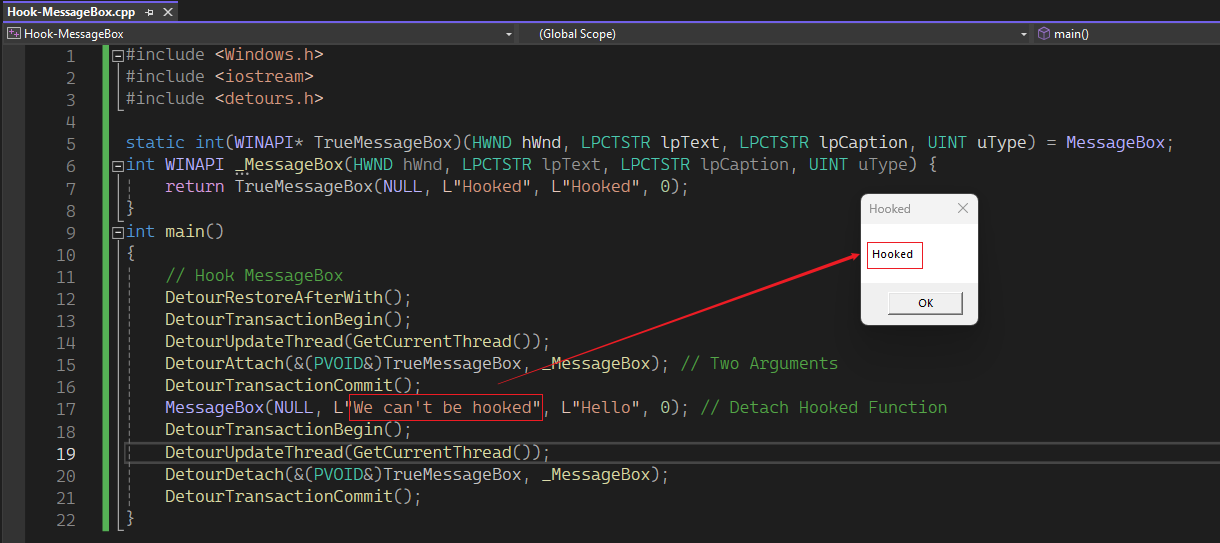 Hook-MessageBox.cpp
Hook-MessageBox (Global Scope) main()
1 #include <Windows.h>
2 #include <iostream>
3 #include <detours.h>
4
5 static int(WINAPI* TrueMessageBox)(HWND hWnd, LPCTSTR lpText, LPCTSTR lpCaption, UINT uType) = MessageBox;
6 int WINAPI _MessageBox(HWND hWnd, LPCTSTR lpText, LPCTSTR lpCaption, UINT uType) {
7 return TrueMessageBox(NULL, L"Hooked", L"Hooked", 0);
8 }
9 int main()
10 {
11 // Hook MessageBox
12 DetourRestoreAfterWith();
13 DetourTransactionBegin();
14 DetourUpdateThread(GetCurrentThread());
15 DetourAttach(&(PVOID&)TrueMessageBox, _MessageBox); // Two Arguments
16 DetourTransactionCommit();
17 MessageBox(NULL, L"We can't be hooked", L"Hello", 0); // Detach Hooked Function
18 DetourTransactionBegin();
19 DetourUpdateThread(GetCurrentThread());
20 DetourDetach(&(PVOID&)TrueMessageBox, _MessageBox);
21 DetourTransactionCommit();
22 }
Hooked
Hooked
OK